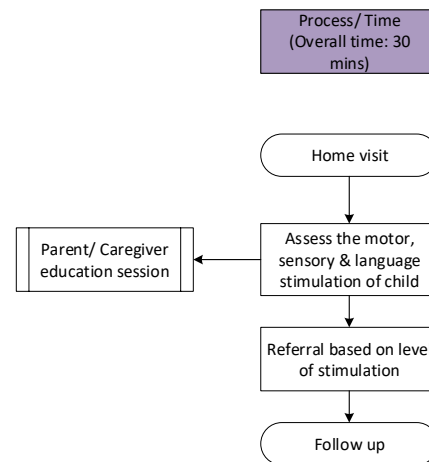 Process/ Time
(Overall time: 30
mins)
Home visit
Parent/ Caregiver
education session
Assess the motor,
sensory & language
stimulation of child
Referral based on level
of stimulation
Follow up